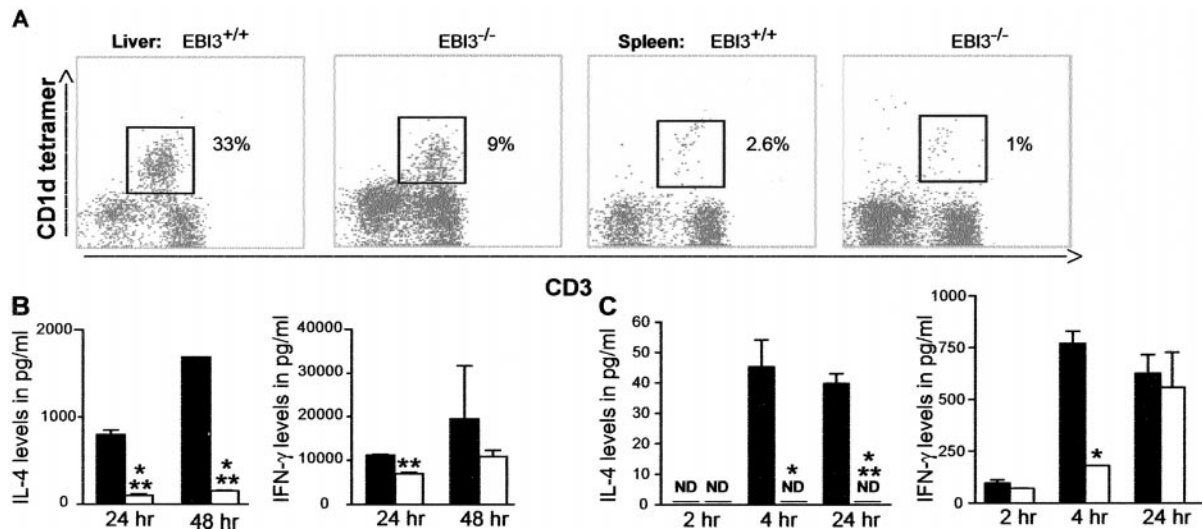 A
Liver: EBI3+/+
EBI3-/-
Spleen: EBI3+/+
EBI3-/-
CD1d tetramer
33%
9%
2.6%
1%
CD3
B
IL-4 levels in pg/ml
2000
1000
0
*
**
*
**
24 hr
48 hr
IFN-γ levels in pg/ml
40000
30000
20000
10000
0
**
24 hr
48 hr
C
IL-4 levels in pg/ml
60
50
40
30
20
10
0
ND
ND
*
ND
*
**
ND
2 hr
4 hr
24 hr
IFN-γ levels in pg/ml
1000
750
500
250
0
*
2 hr
4 hr
24 hr